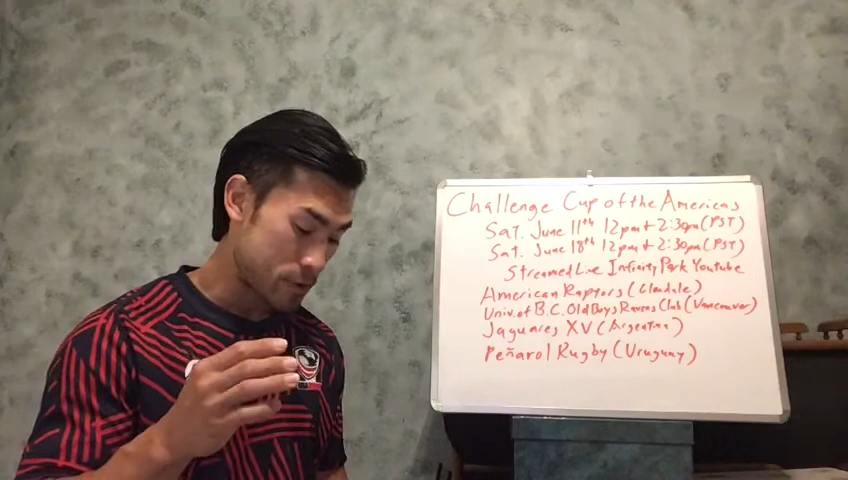 Challenge Cup of the Americas
Sat. June 11th 12pm + 2:30pm (PST)
Sat. June 18th 12pm + 2:30pm (PST)
Streamed Live Infinity Park Youtube
American Raptors (Glendale)
Univ. of B.C. Old Boys Ravens Club (Vancouver)
Jaguares XV (Argentina)
Peñarol Rugby (Uruguay)